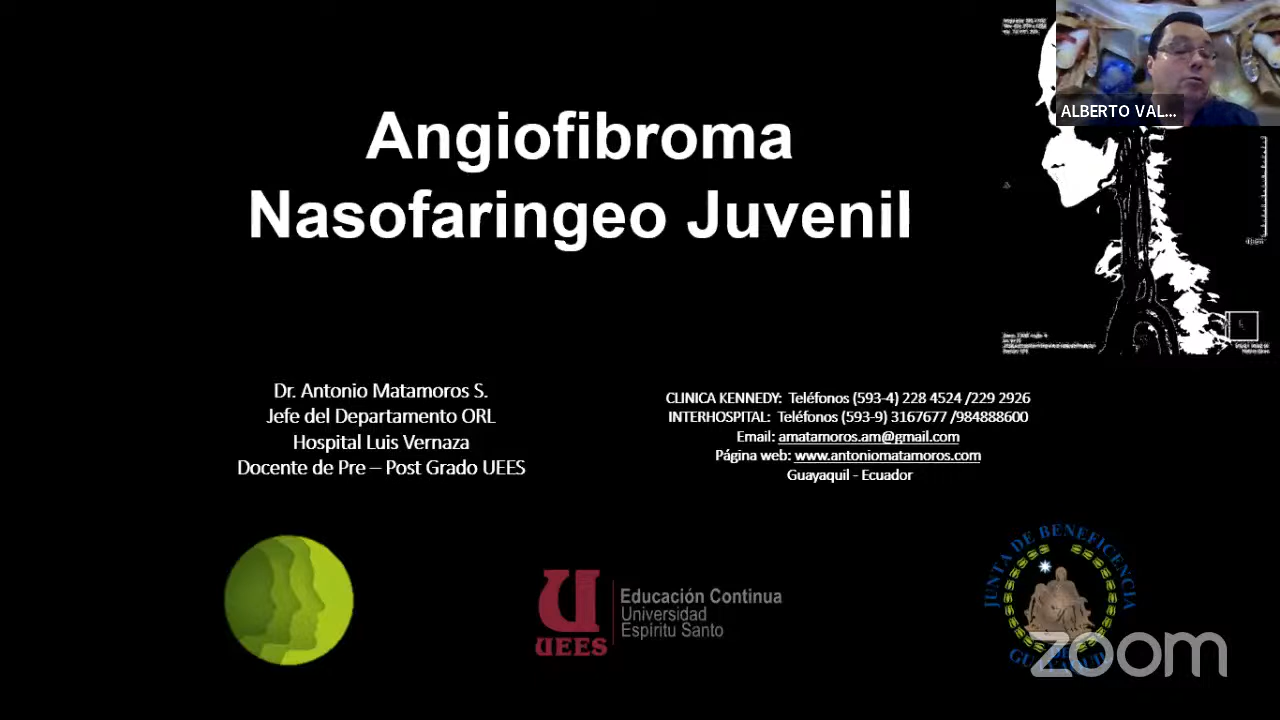 Angiofibroma
Nasofaringeo Juvenil
ALBERTO VAL...
Dr. Antonio Matamoros S.
Jefe del Departamento ORL
Hospital Luis Vernaza
Docente de Pre – Post Grado UEES
CLINICA KENNEDY: Teléfonos (593-4) 228 4524 /229 2926
INTERHOSPITAL: Teléfonos (593-9) 3167677 /984888600
Email: amatamoros.am@gmail.com
Página web: www.antoniomatamoros.com
Guayaquil - Ecuador
U
UEES
Educación Continua
Universidad
Espíritu Santo
JUNTA DE BENEFICENCIA
zoom